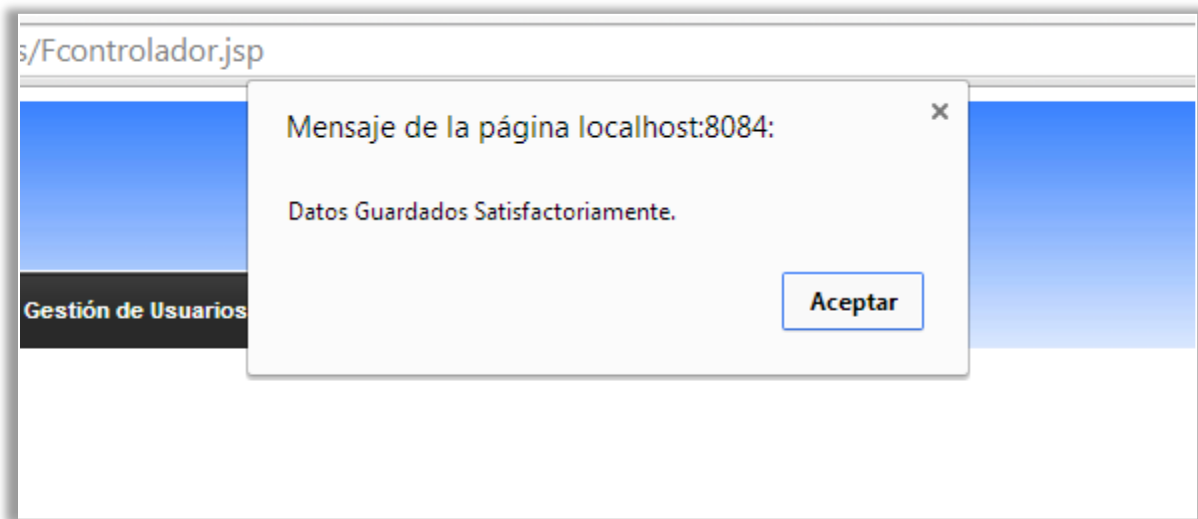 s/Fcontrolador.jsp
Mensaje de la página localhost:8084:
Datos Guardados Satisfactoriamente.
Aceptar
Gestión de Usuarios